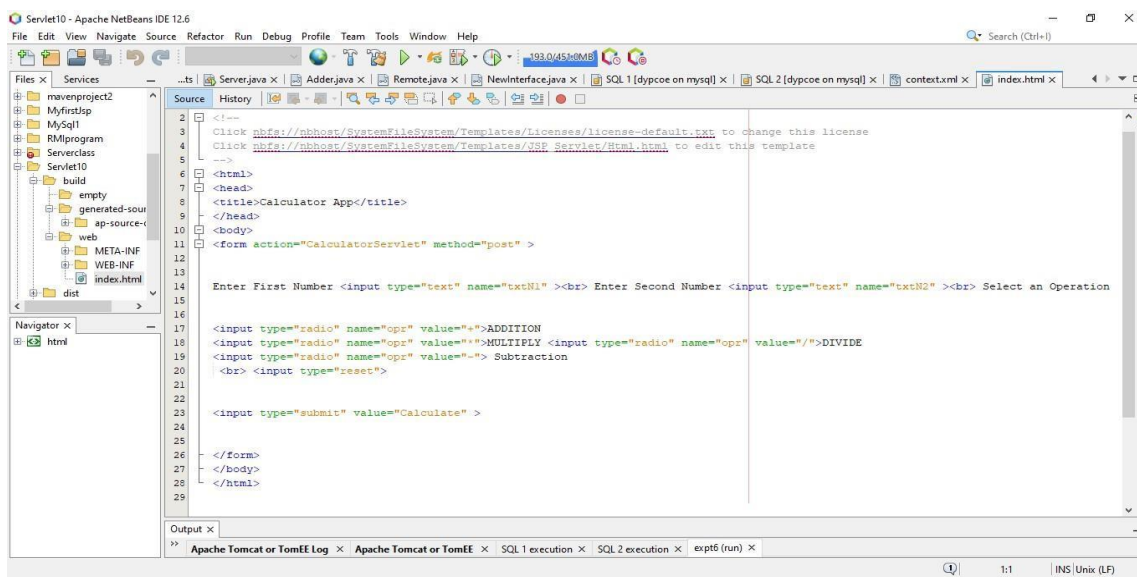 Servlet10 - Apache NetBeans IDE 12.6
File Edit View Navigate Source Refactor Run Debug Profile Team Tools Window Help
Search (Ctrl+I)
193.0/451.0MB
Files Services
...ts Server.java Adder.java Remote.java NewInterface.java SQL 1 [dypcoe on mysql] SQL 2 [dypcoe on mysql] context.xml index.html
Source History
mavenproject2
MyfirstJsp
MySql1
RMIprogram
Serverclass
Servlet10
build
empty
generated-sour
ap-source-o
web
META-INF
WEB-INF
index.html
dist
Navigator
html
2 <!--
3 Click nbfs://nbhost/SystemFileSystem/Templates/Licenses/license-default.txt to change this license
4 Click nbfs://nbhost/SystemFileSystem/Templates/JSP_Servlet/Html.html to edit this template
5 -->
6 <html>
7 <head>
8 <title>Calculator App</title>
9 </head>
10 <body>
11 <form action="CalculatorServlet" method="post" >
12
13
14 Enter First Number <input type="text" name="txtN1" ><br> Enter Second Number <input type="text" name="txtN2" ><br> Select an Operation
15
16
17 <input type="radio" name="opr" value="+">ADDITION
18 <input type="radio" name="opr" value="*">MULTIPLY <input type="radio" name="opr" value="/">DIVIDE
19 <input type="radio" name="opr" value="-"> Subtraction
20 <br> <input type="reset">
21
22
23 <input type="submit" value="Calculate" >
24
25
26 </form>
27 </body>
28 </html>
29
Output
Apache Tomcat or TomEE Log Apache Tomcat or TomEE SQL 1 execution SQL 2 execution expt6 (run)
1:1 INS Unix (LF)